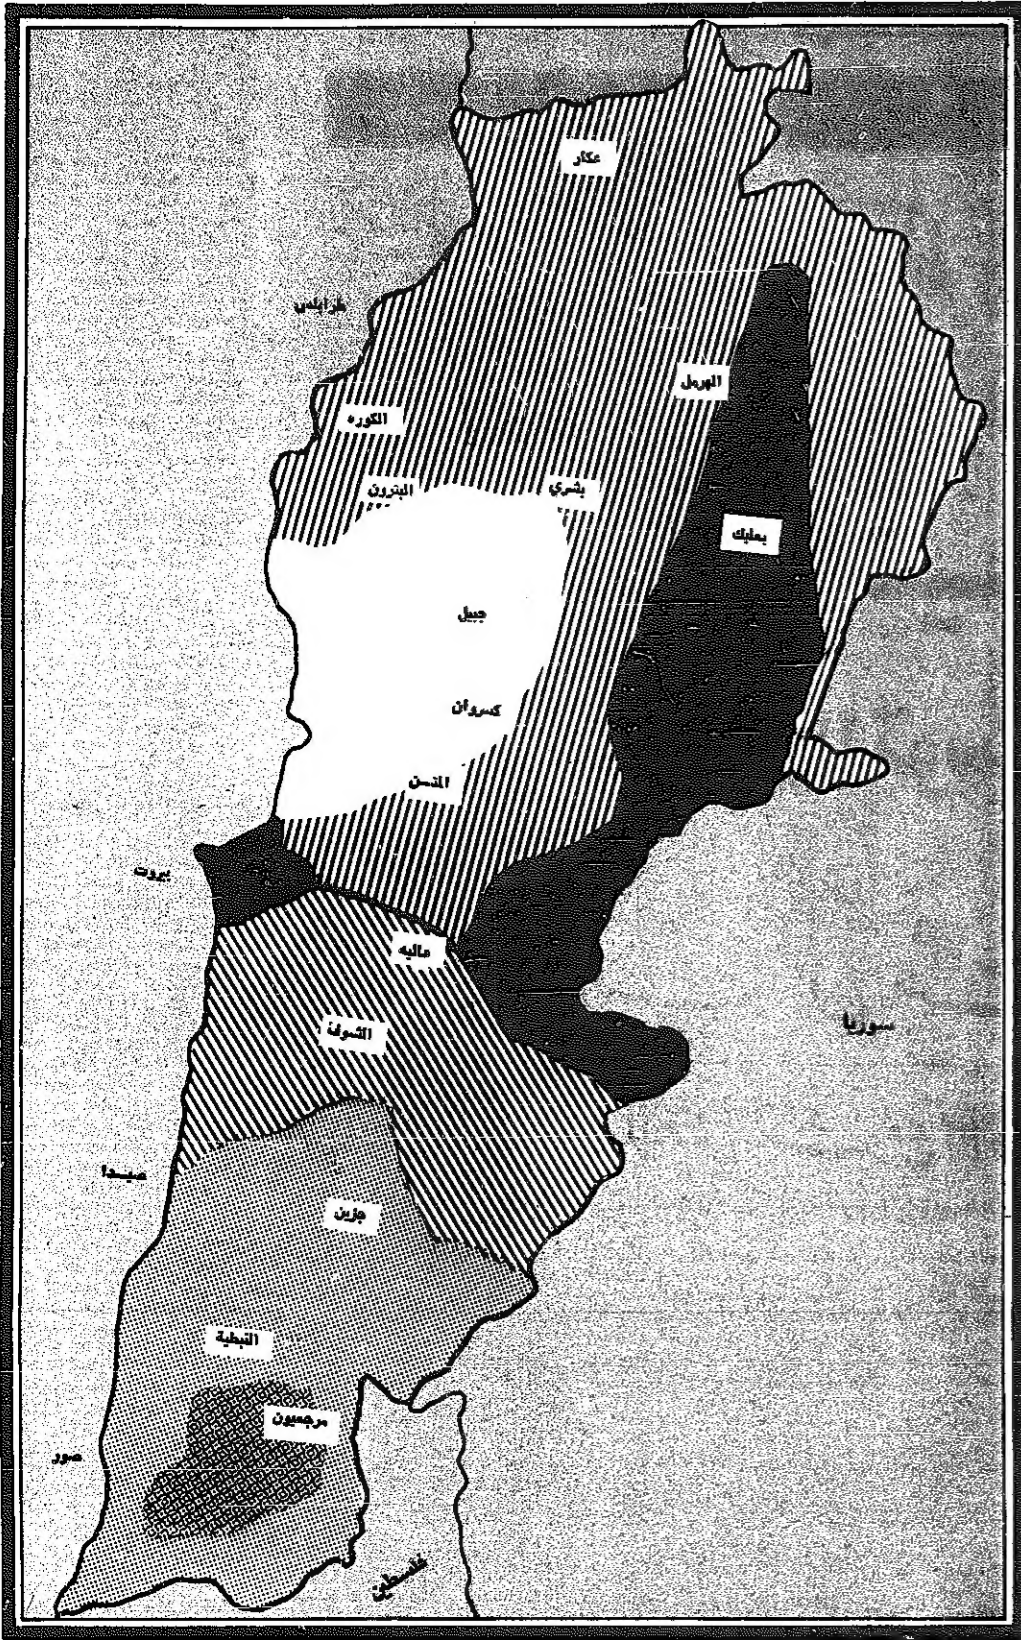 عكار
طرابلس
الهرمل
الكوره
البترون
بشري
بعلبك
جبيل
كسروان
المتن
بيروت
عاليه
الشوف
سوريا
صيدا
جزين
النبطية
مرجعيون
صور
فلسطين